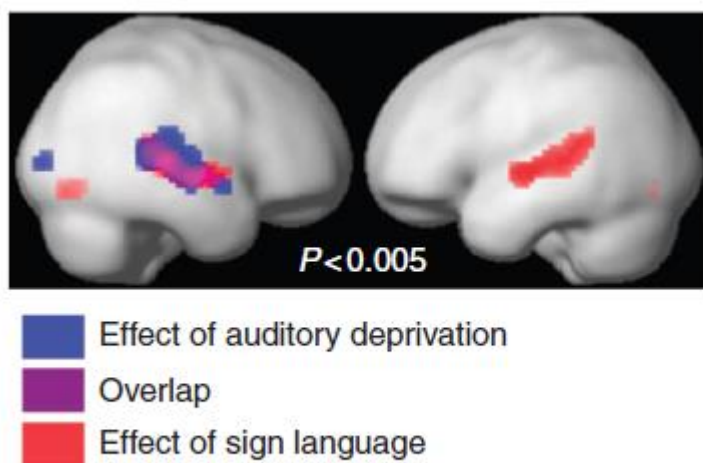 P<0.005
Effect of auditory deprivation
Overlap
Effect of sign language